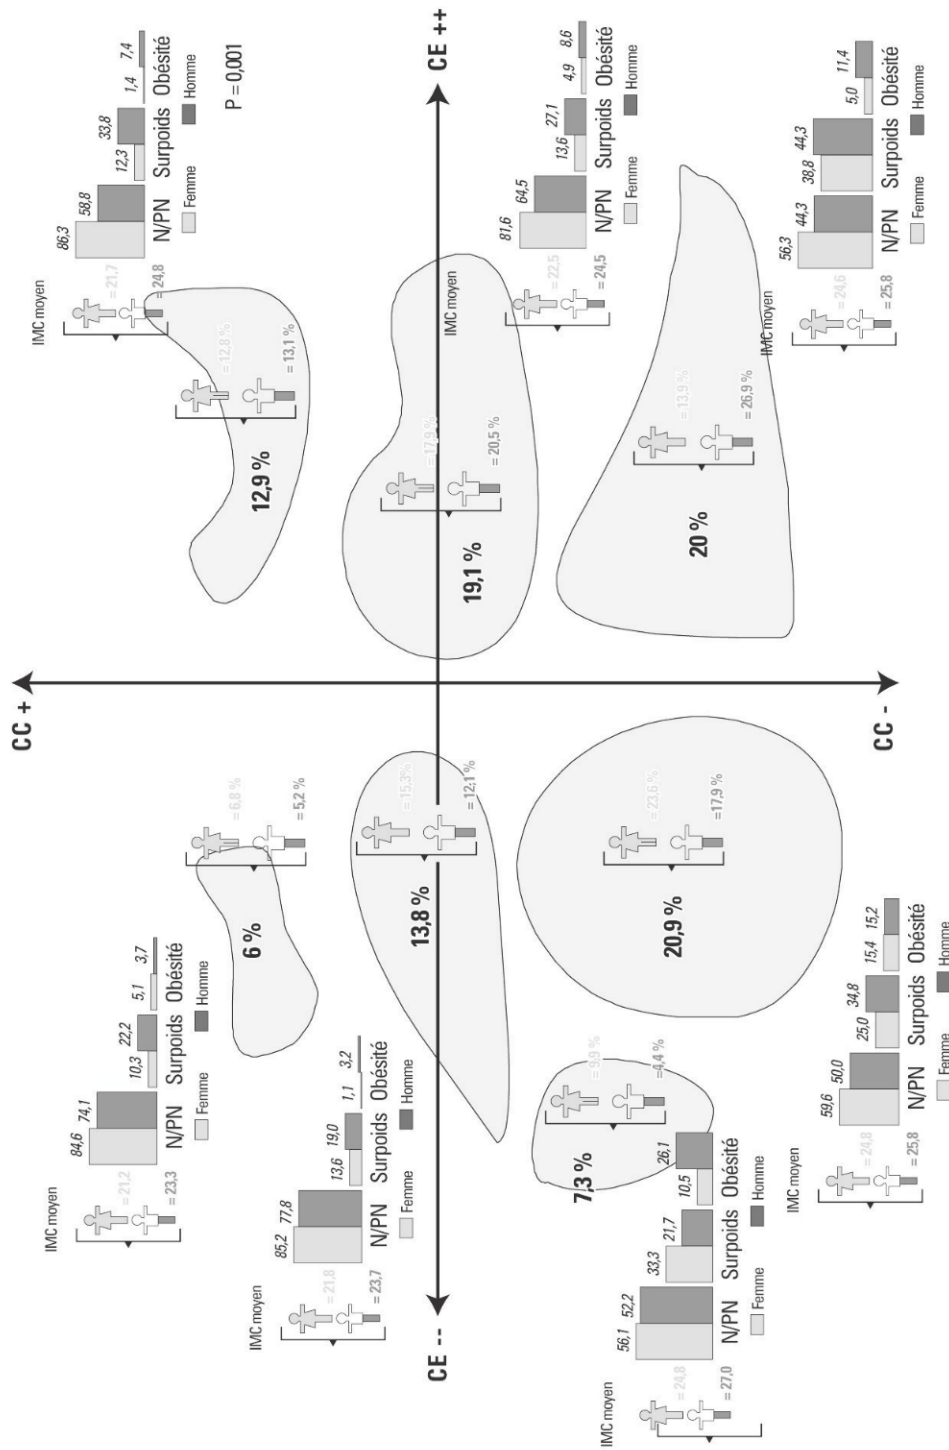 CE ++
CE --
CC +
CC -
P = 0,001
IMC moyen
= 21,7
= 24,8
86,3
58,8
12,3
33,8
1,4
7,4
N/PN Surpoids Obésité
Femme Homme
12,9 %
= 12,8 %
= 13,1 %
IMC moyen
= 22,5
= 24,5
81,6
64,5
13,6
27,1
4,9
8,6
N/PN Surpoids Obésité
Femme Homme
19,1 %
= 17,9 %
= 20,5 %
IMC moyen
= 24,6
= 25,8
56,3
44,3
38,8
44,3
5,0
11,4
N/PN Surpoids Obésité
Femme Homme
20 %
= 13,9 %
= 26,9 %
IMC moyen
= 21,2
= 23,3
84,6
74,1
10,3
22,2
5,1
3,7
N/PN Surpoids Obésité
Femme Homme
6 %
= 6,8 %
= 5,2 %
IMC moyen
= 21,8
= 23,7
85,2
77,8
13,6
19,0
1,1
3,2
N/PN Surpoids Obésité
Femme Homme
13,8 %
= 15,3%
= 12,1 %
IMC moyen
= 24,8
= 27,0
56,1
52,2
33,3
21,7
10,5
26,1
N/PN Surpoids Obésité
Femme Homme
7,3 %
= 9,9 %
=4,4 %
IMC moyen
= 24,8
= 25,8
59,6
50,0
25,0
34,8
15,4
15,2
N/PN Surpoids Obésité
Femme Homme
20,9 %
= 23,6 %
=17,9 %